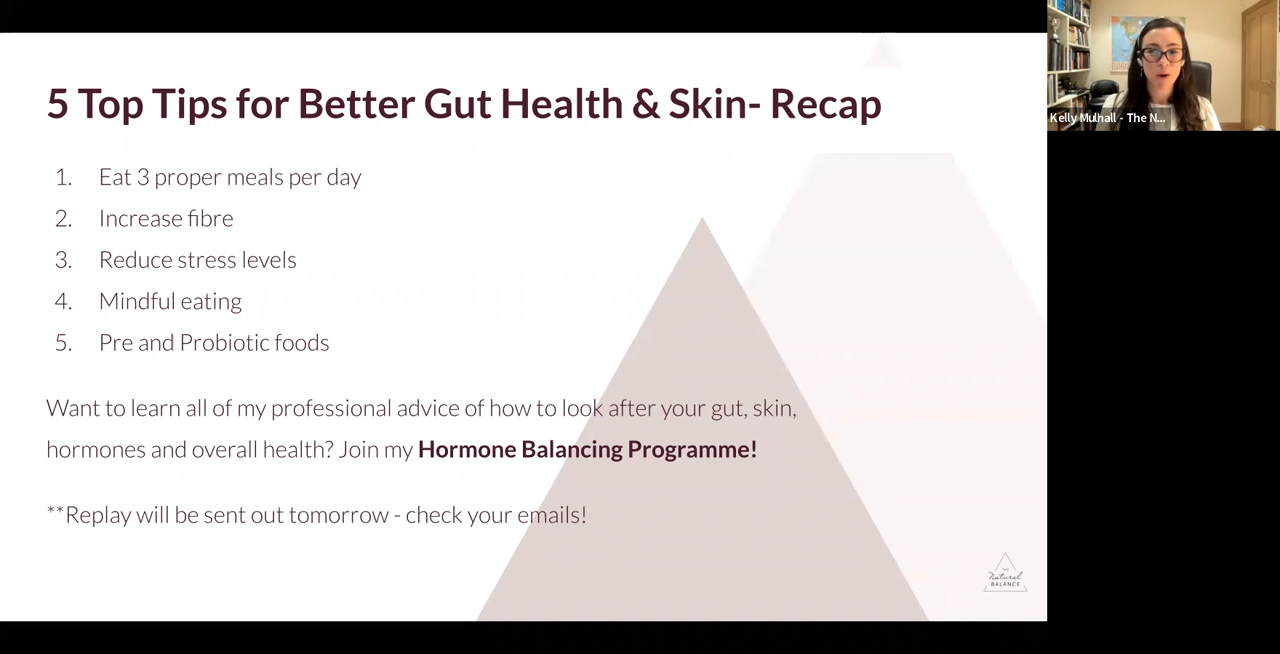 5 Top Tips for Better Gut Health & Skin- Recap
1. Eat 3 proper meals per day
2. Increase fibre
3. Reduce stress levels
4. Mindful eating
5. Pre and Probiotic foods
Want to learn all of my professional advice of how to look after your gut, skin,
hormones and overall health? Join my Hormone Balancing Programme!
**Replay will be sent out tomorrow - check your emails!
THE
Natural
BALANCE
Kelly Mulhall - The N...